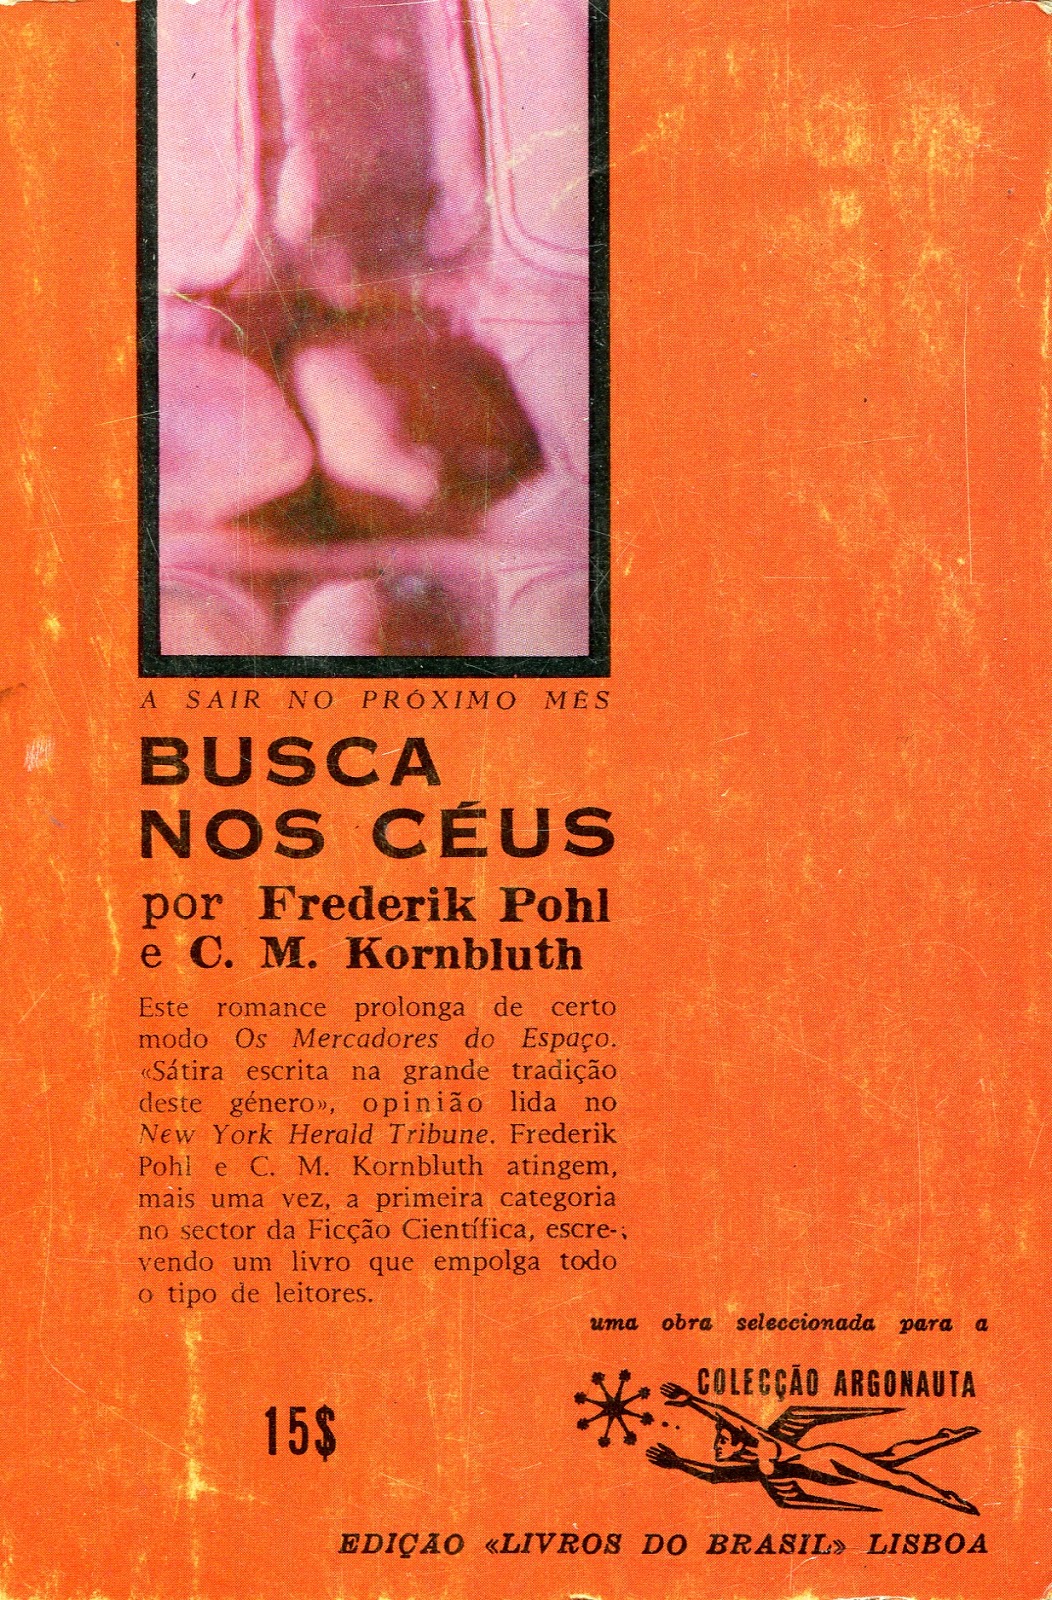 A SAIR NO PRÓXIMO MÊS
BUSCA
NOS CÉUS
por Frederik Pohl
e C. M. Kornbluth
Este romance prolonga de certo
modo Os Mercadores do Espaço.
«Sátira escrita na grande tradição
deste género», opinião lida no
New York Herald Tribune. Frederik
Pohl e C. M. Kornbluth atingem,
mais uma vez, a primeira categoria
no sector da Ficção Científica, escre-
vendo um livro que empolga todo
o tipo de leitores.
uma obra seleccionada para a
COLECÇÃO ARGONAUTA
15$
EDIÇÃO «LIVROS DO BRASIL» LISBOA